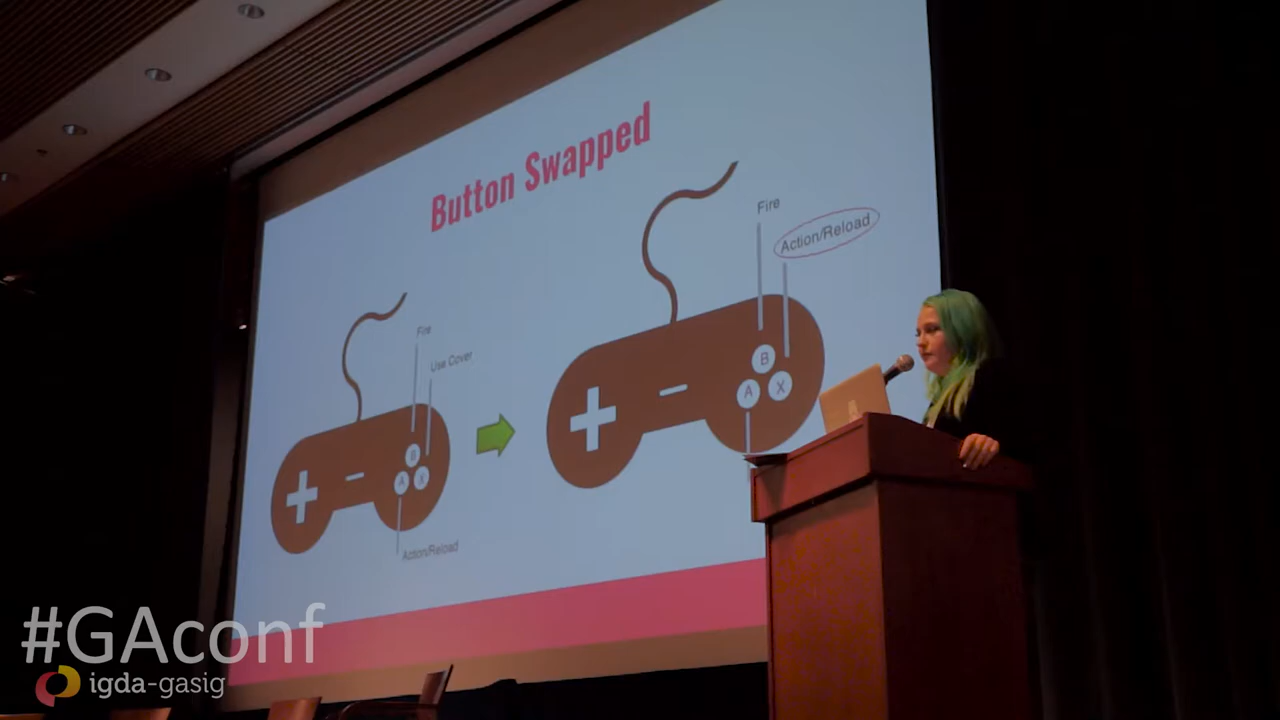 Button Swapped
Fire
Action/Reload
Fire
Use Cover
B
A X
B
A X
Action/Reload
#GAconf
igda-gasig